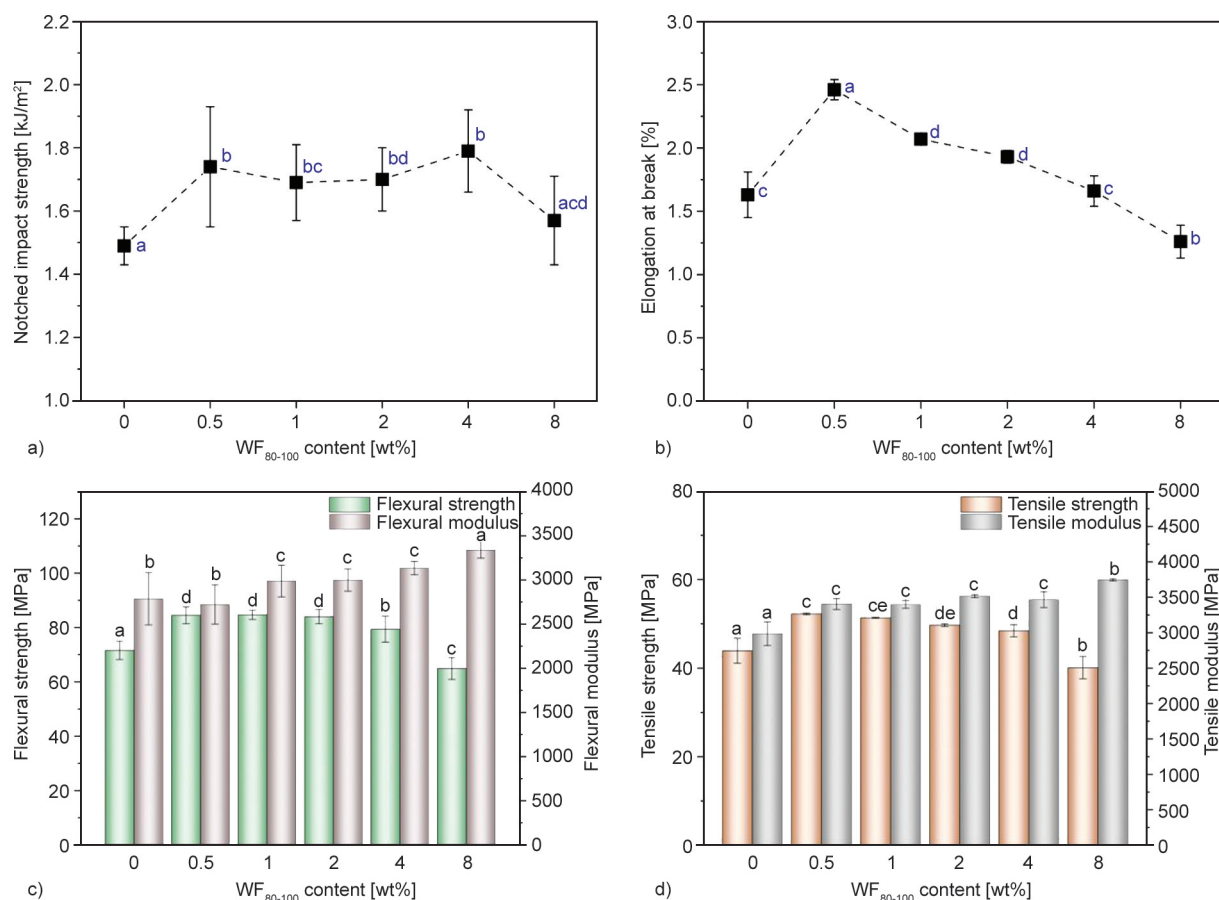 Notched impact strength [kJ/m²]
2.2
2.0
1.8
1.6
1.4
1.2
1.0
a
b
bc
bd
b
acd
0 0.5 1 2 4 8
a) WF80-100 content [wt%]
Elongation at break [%]
3.0
2.5
2.0
1.5
1.0
0.5
0.0
c
a
d
d
c
b
0 0.5 1 2 4 8
b) WF80-100 content [wt%]
Flexural strength [MPa]
120
100
80
60
40
20
0
Flexural strength
Flexural modulus
a b d b d c d c b c c a
4000
3500
3000
2500
2000
1500
1000
500
0
Flexural modulus [MPa]
0 0.5 1 2 4 8
c) WF80-100 content [wt%]
Tensile strength [MPa]
80
60
40
20
0
Tensile strength
Tensile modulus
a a c c ce c de c d c b b
5000
4500
4000
3500
3000
2500
2000
1500
1000
500
0
Tensile modulus [MPa]
0 0.5 1 2 4 8
d) WF80-100 content [wt%]